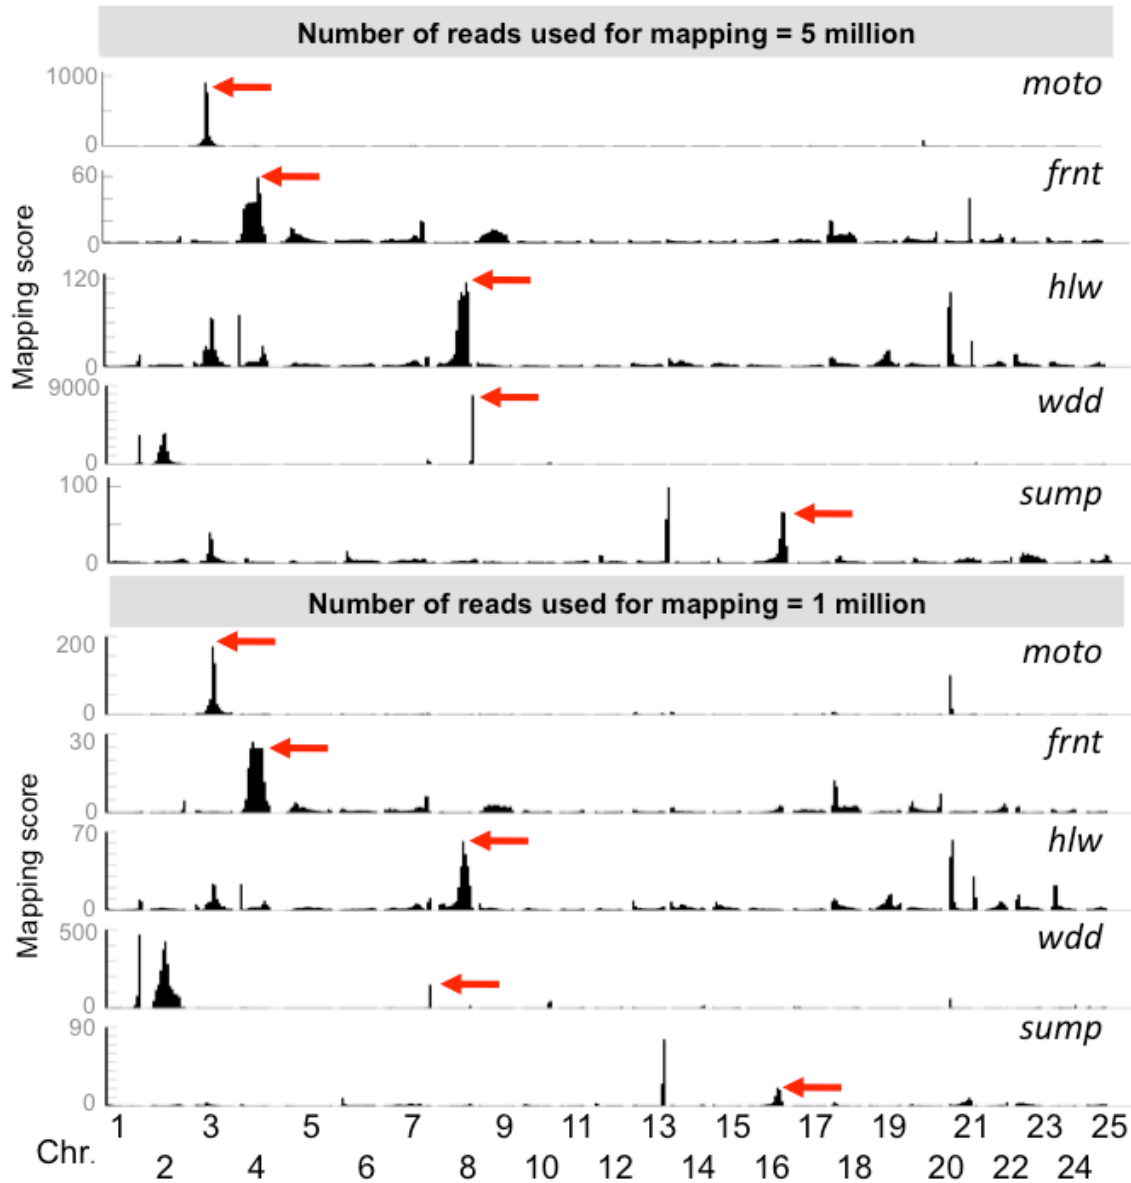 Number of reads used for mapping = 5 million
1000
moto
0
60
frnt
0
Mapping score
120
hlw
0
9000
wdd
0
100
sump
0
Number of reads used for mapping = 1 million
200
moto
0
30
frnt
0
Mapping score
70
hlw
0
500
wdd
0
90
sump
0
1 3 5 7 9 11 13 15 17 19 21 23 25
Chr. 2 4 6 8 10 12 14 16 18 20 22 24